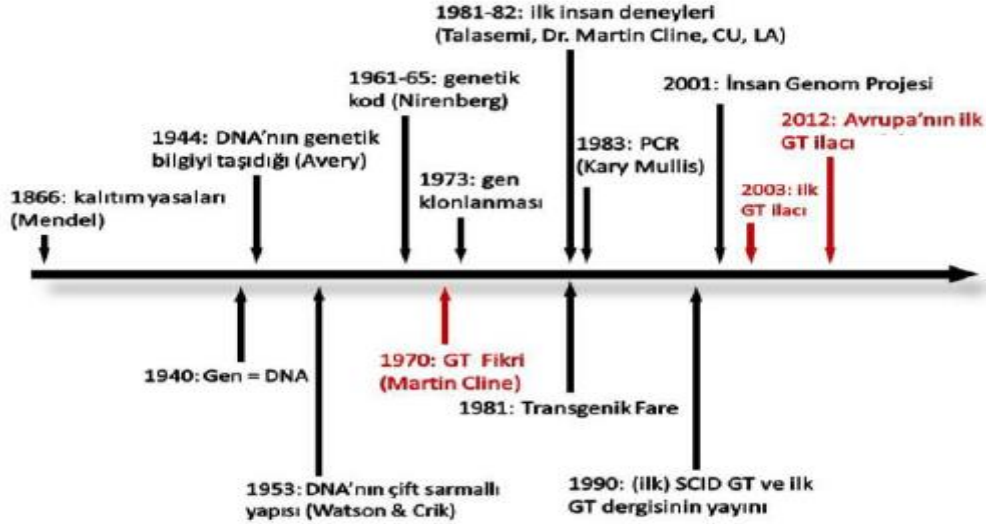 1981-82: ilk insan deneyleri
(Talasemi, Dr. Martin Cline, CU, LA)
1961-65: genetik
kod (Nirenberg)
2001: İnsan Genom Projesi
2012: Avrupa'nın ilk
GT ilacı
1944: DNA'nın genetik
bilgiyi taşıdığı (Avery)
1983: PCR
(Kary Mullis)
1973: gen
klonlanması
2003: ilk
GT ilacı
1866: kalıtım yasaları
(Mendel)
1940: Gen = DNA
1970: GT Fikri
(Martin Cline)
1981: Transgenik Fare
1953: DNA'nın çift sarmallı
yapısı (Watson & Crik)
1990: (ilk) SCID GT ve ilk
GT dergisinin yayını